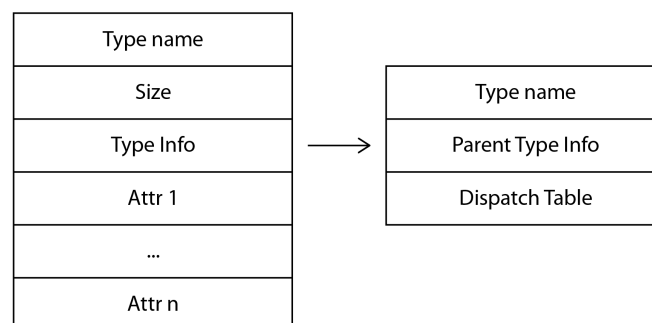 Type name
Size
Type Info
Attr 1
...
Attr n
Type name
Parent Type Info
Dispatch Table